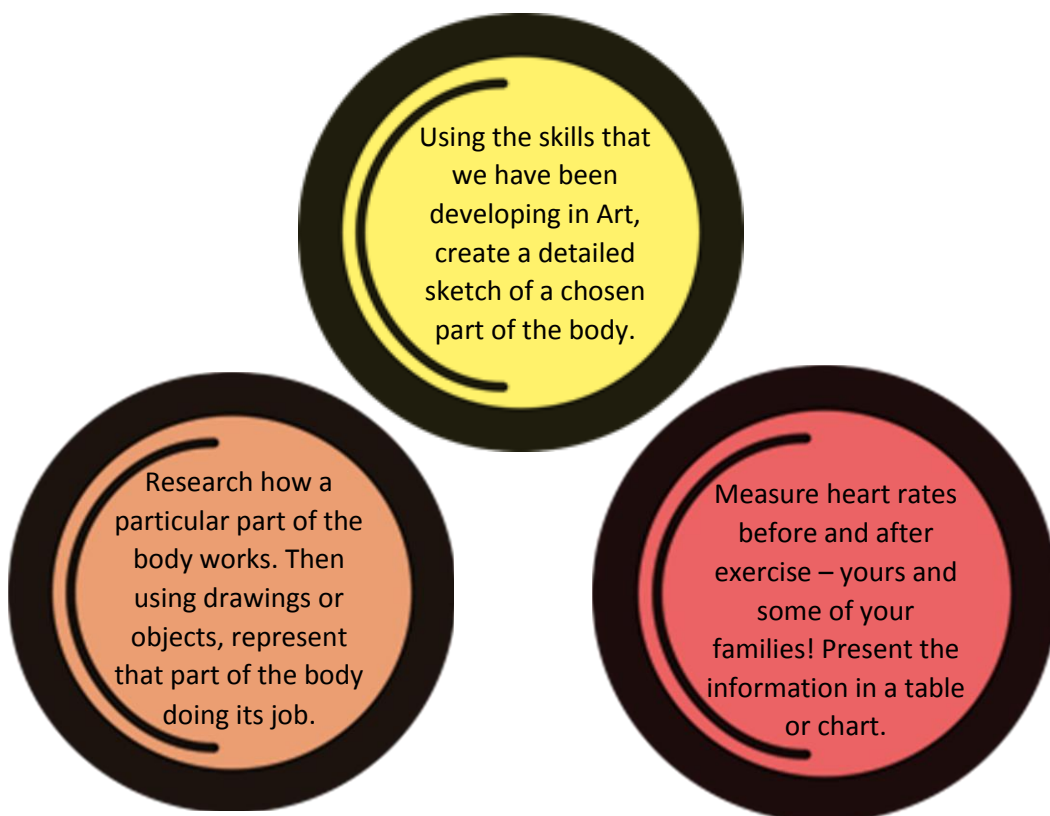 Using the skills that
we have been
developing in Art,
create a detailed
sketch of a chosen
part of the body.
Research how a
particular part of the
body works. Then
using drawings or
objects, represent
that part of the body
doing its job.
Measure heart rates
before and after
exercise – yours and
some of your
families! Present the
information in a table
or chart.